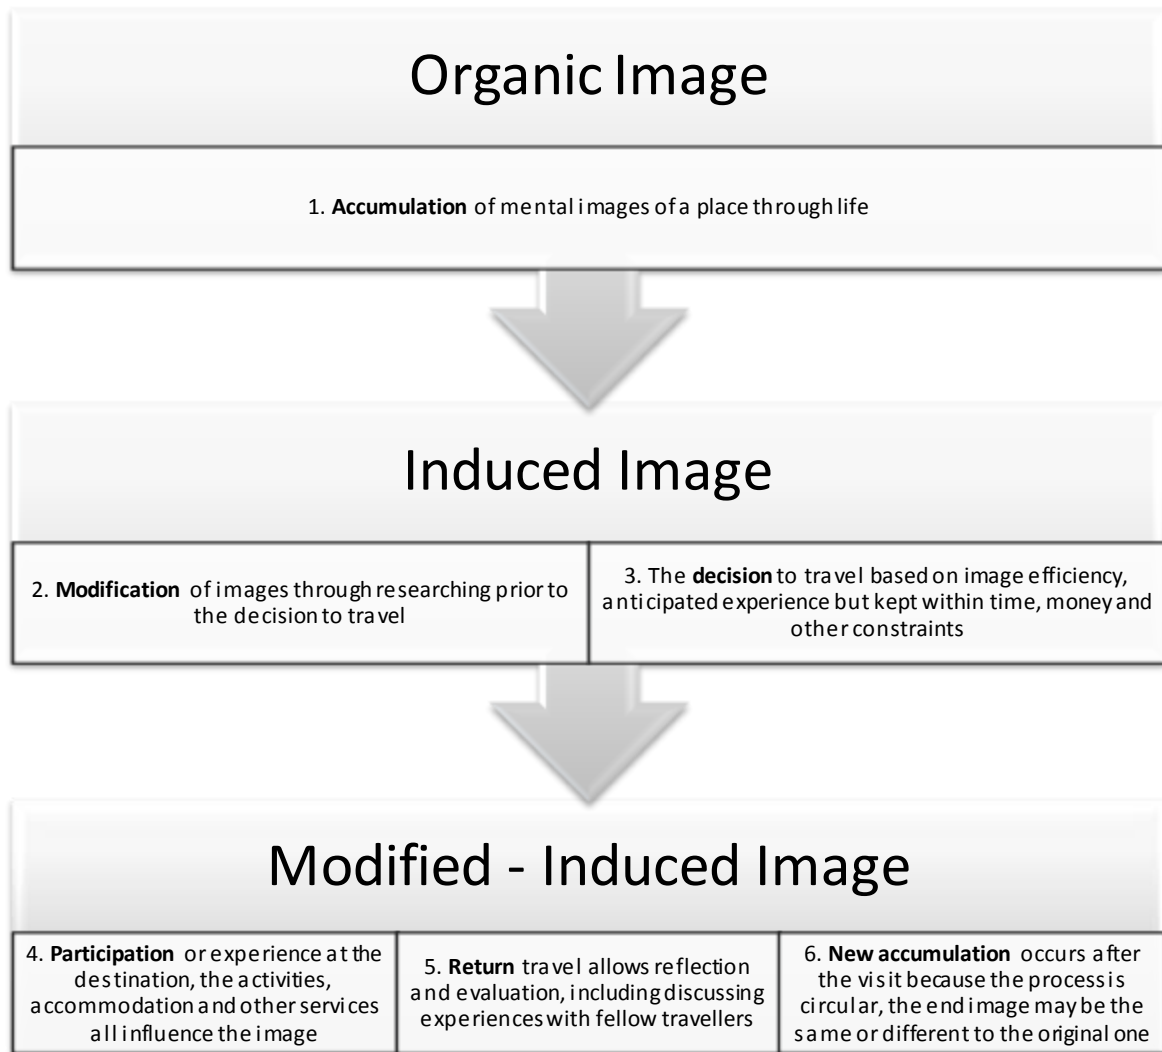 Organic Image
1. Accumulation of mental images of a place through life
Induced Image
2. Modification of images through researching prior to
the decision to travel
3. The decision to travel based on image efficiency,
anticipated experience but kept within time, money and
other constraints
Modified - Induced Image
4. Participation or experience at the
destination, the activities,
accommodation and other services
all influence the image
5. Return travel allows reflection
and evaluation, including discussing
experiences with fellow travellers
6. New accumulation occurs after
the visit because the process is
circular, the end image may be the
same or different to the original one